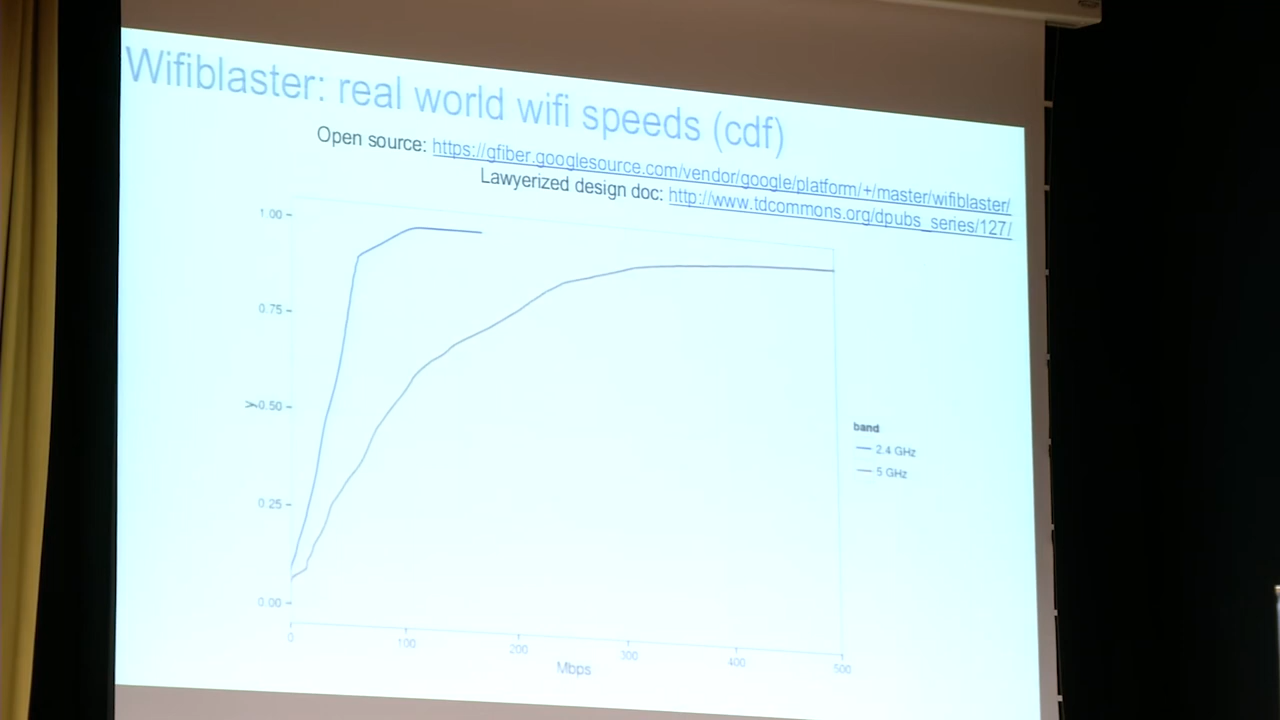 Wifiblaster: real world wifi speeds (cdf)
Open source: https://gfiber.googlesource.com/vendor/google/platform/+/master/wifiblaster/
Lawyerized design doc: http://www.tdcommons.org/dpubs_series/127/
1.00
0.75
0.50
0.25
0.00
y
0
100
200
300
400
500
Mbps
band
2.4 GHz
5 GHz